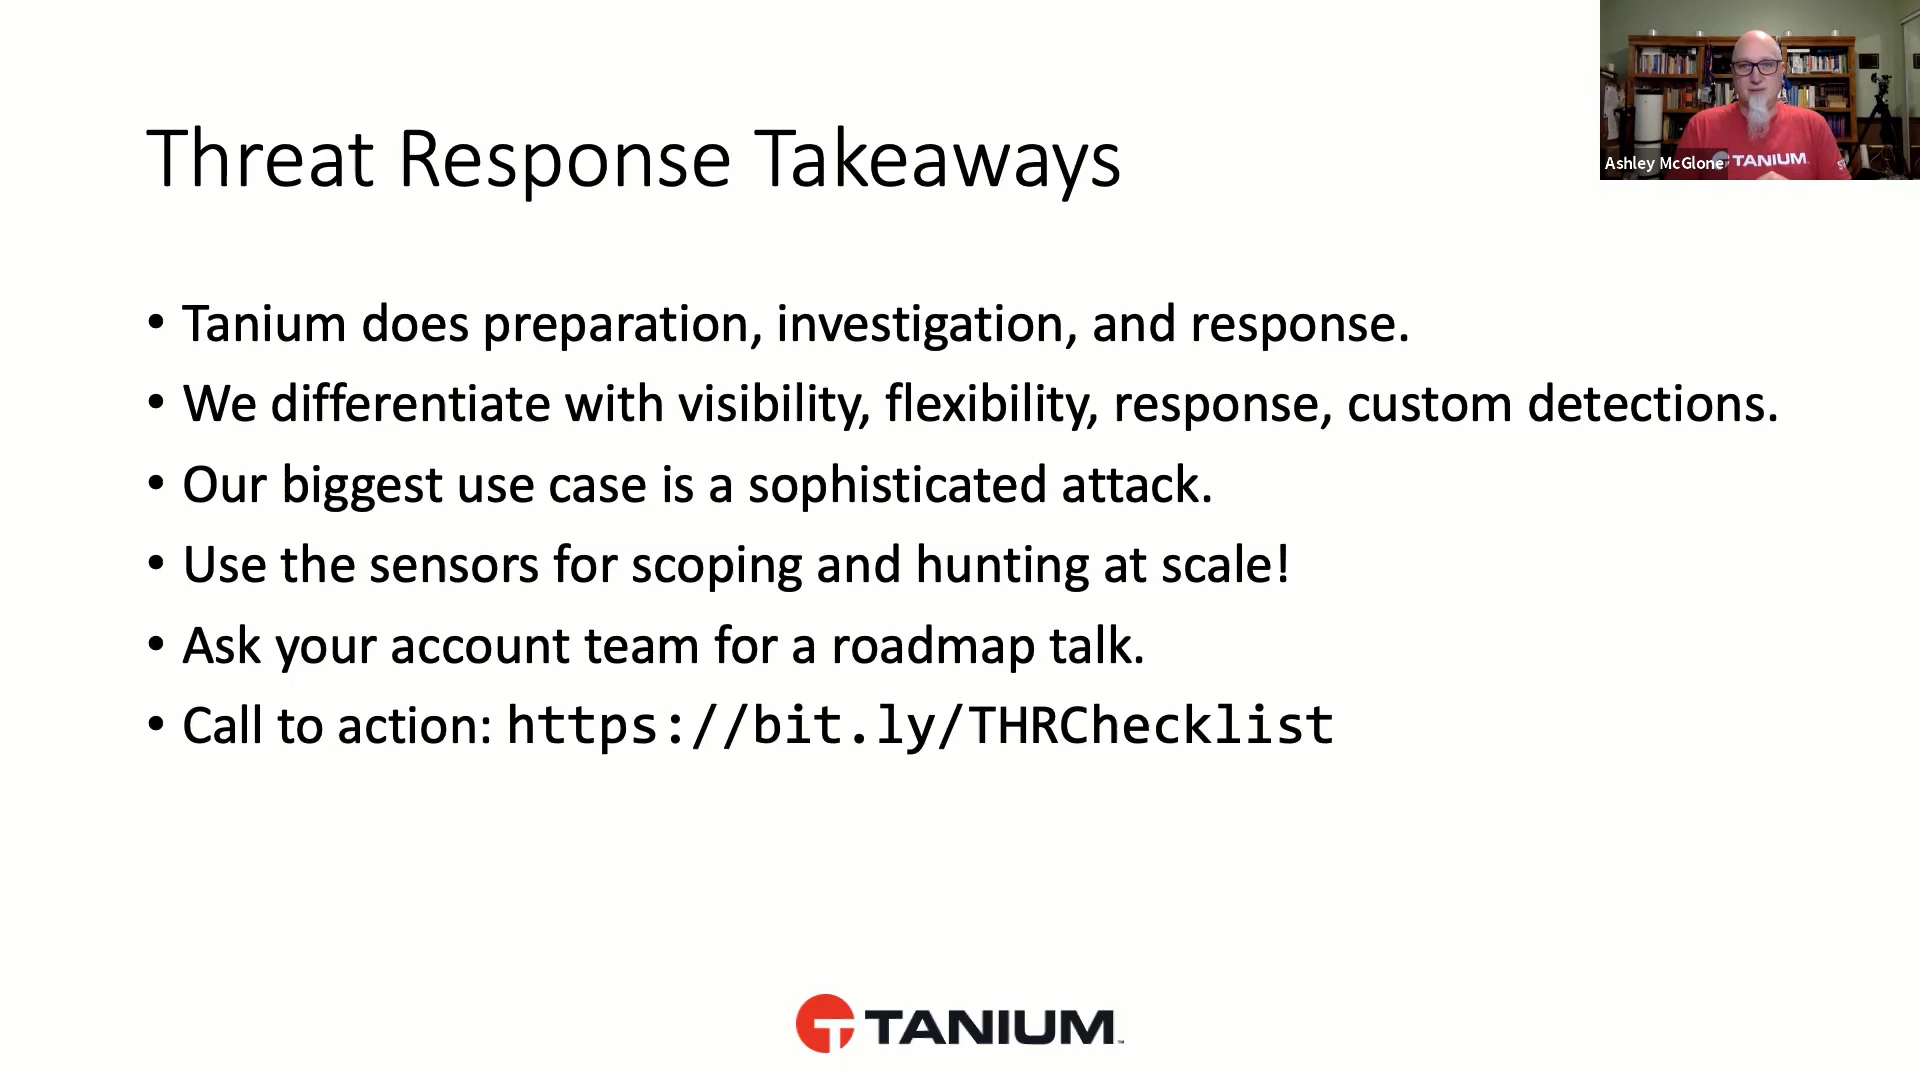 Threat Response Takeaways
• Tanium does preparation, investigation, and response.
• We differentiate with visibility, flexibility, response, custom detections.
• Our biggest use case is a sophisticated attack.
• Use the sensors for scoping and hunting at scale!
• Ask your account team for a roadmap talk.
• Call to action: https://bit.ly/THRChecklist
Ashley McGlone
TANIUM
TANIUM™